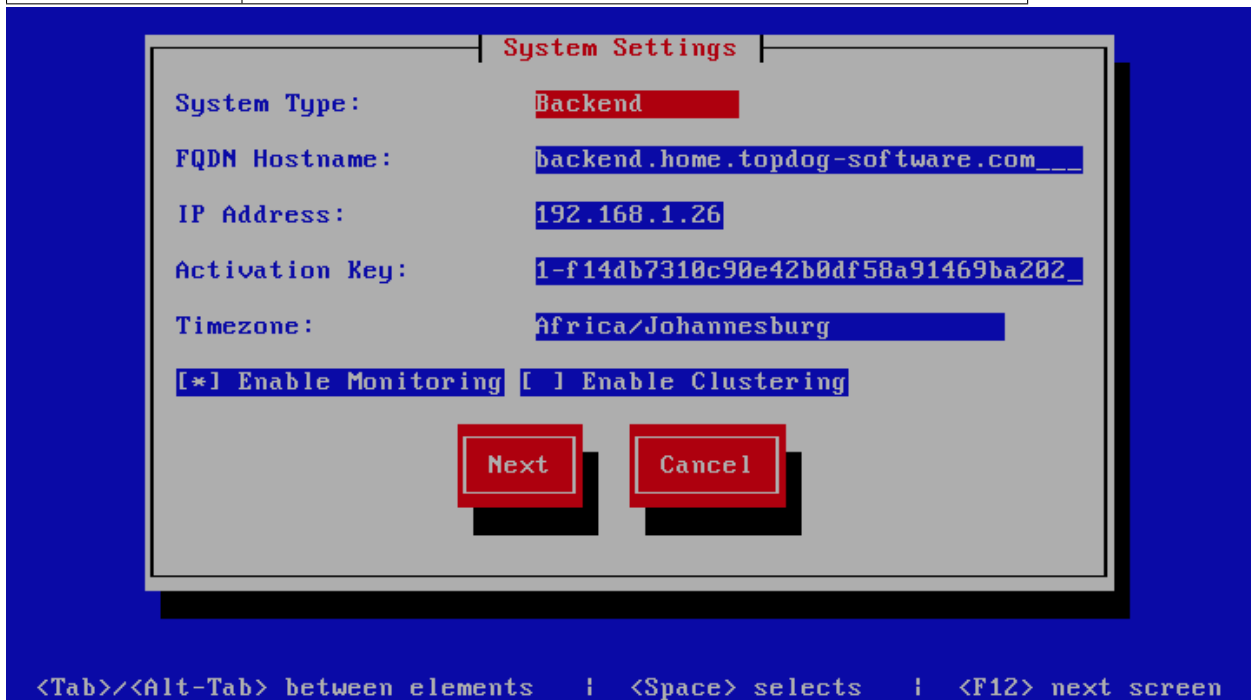 System Settings
System Type: Backend
FQDN Hostname: backend.home.topdog-software.com___
IP Address: 192.168.1.26
Activation Key: 1-f14db7310c90e42b0df58a91469ba202_
Timezone: Africa/Johannesburg
[*] Enable Monitoring [ ] Enable Clustering
Next Cancel
<Tab>/<Alt-Tab> between elements | <Space> selects | <F12> next screen